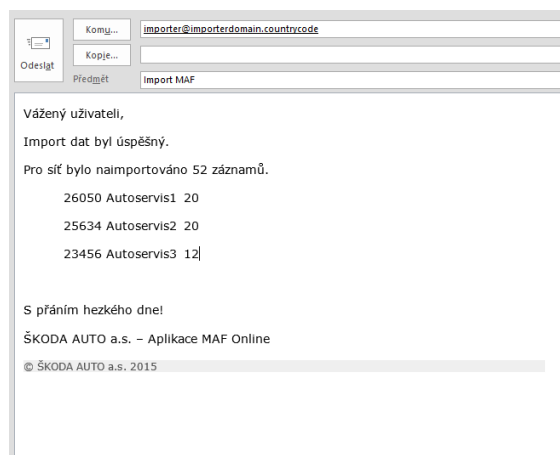 Komu...
importer@importerdomain.countrycode
Kopie...
Odeslat
Předmět
Import MAF
Vážený uživateli,
Import dat byl úspěšný.
Pro síť bylo naimportováno 52 záznamů.
26050 Autoservis1 20
25634 Autoservis2 20
23456 Autoservis3 12
S přáním hezkého dne!
ŠKODA AUTO a.s. – Aplikace MAF Online
© ŠKODA AUTO a.s. 2015